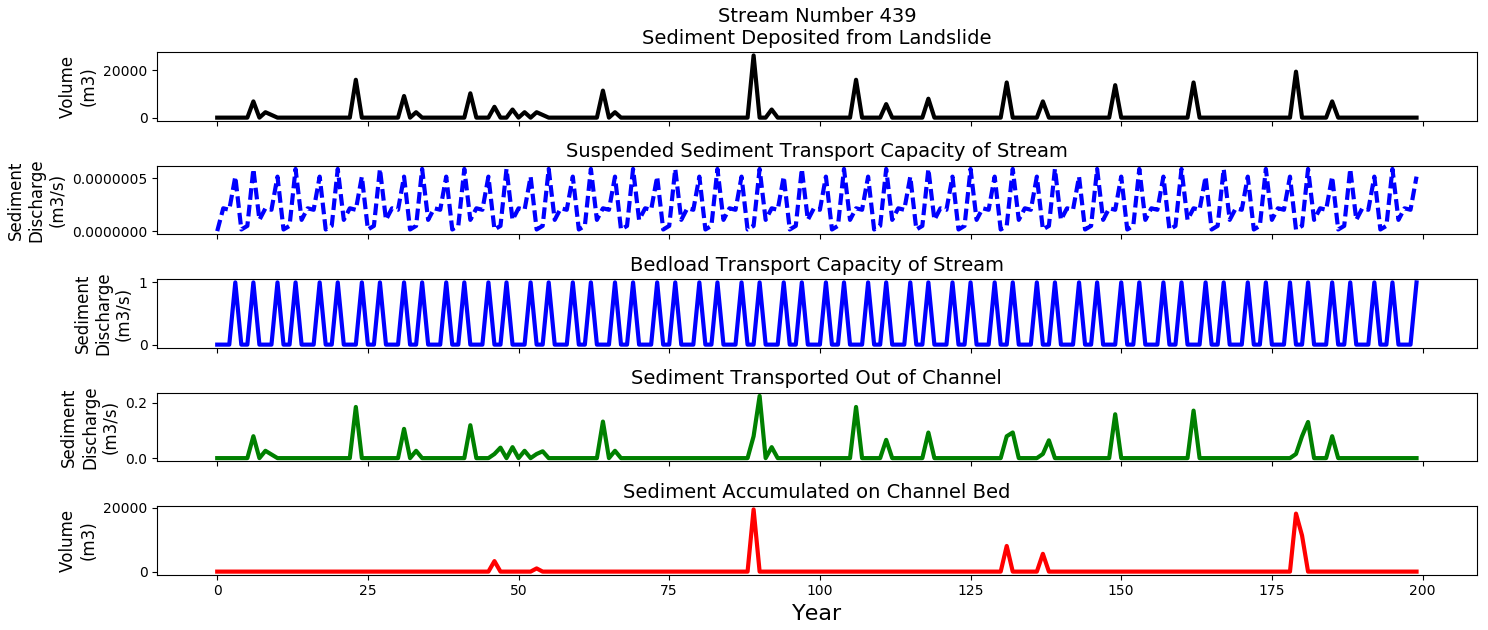 Stream Number 439
Sediment Deposited from Landslide
Volume
(m3)
20000
0
Suspended Sediment Transport Capacity of Stream
Sediment
Discharge
(m3/s)
0.0000005
0.0000000
Bedload Transport Capacity of Stream
Sediment
Discharge
(m3/s)
1
0
Sediment Transported Out of Channel
Sediment
Discharge
(m3/s)
0.2
0.0
Sediment Accumulated on Channel Bed
Volume
(m3)
20000
0
0 25 50 75 100 125 150 175 200
Year